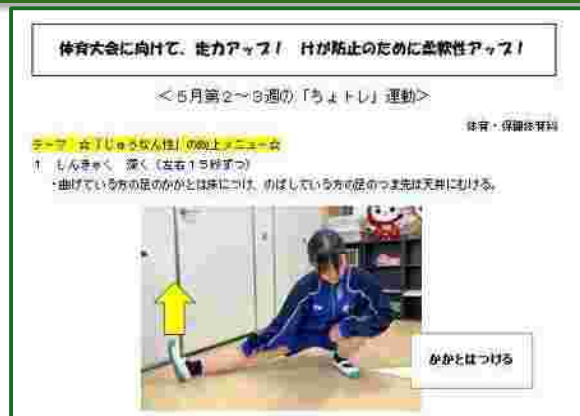 体育大会に向けて、走力アップ！　けが防止のために柔軟性アップ！
＜５月第２～３週の「ちょトレ」運動＞
体育・保健体育科
テーマ　☆「じゅうなん性」の向上メニュー☆
１　しんきゃく　深く（左右１５秒ずつ）
・曲げている方の足のかかとは床につけ、のばしている方の足のつま先は天井にむける。
かかとはつける